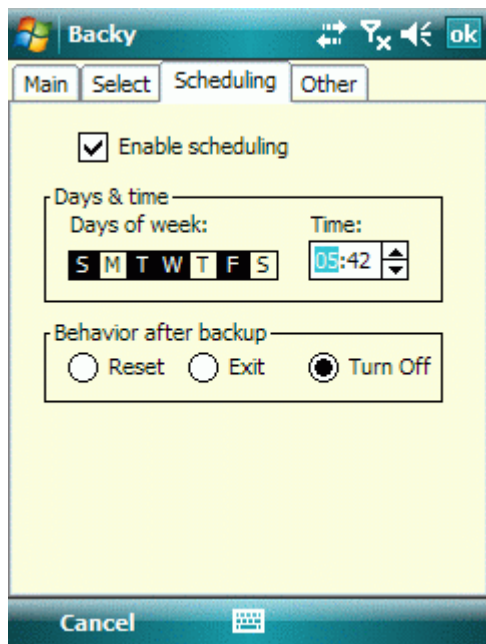 Backy ok
Main Select Scheduling Other
Enable scheduling
Days & time
Days of week: Time:
S M T W T F S 05:42
Behavior after backup
Reset Exit Turn Off
Cancel